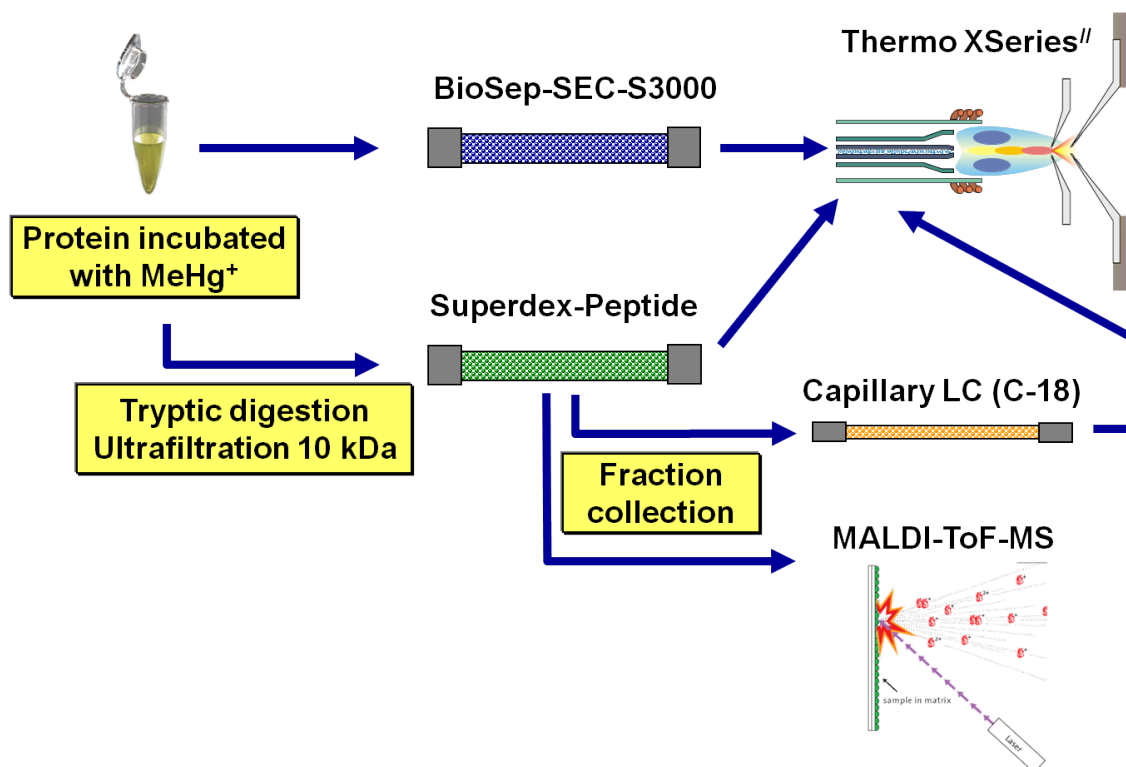 Thermo XSeries^II
BioSep-SEC-S3000
Protein incubated
with MeHg+
Superdex-Peptide
Tryptic digestion
Ultrafiltration 10 kDa
Capillary LC (C-18)
Fraction
collection
MALDI-ToF-MS
sample in matrix
Laser